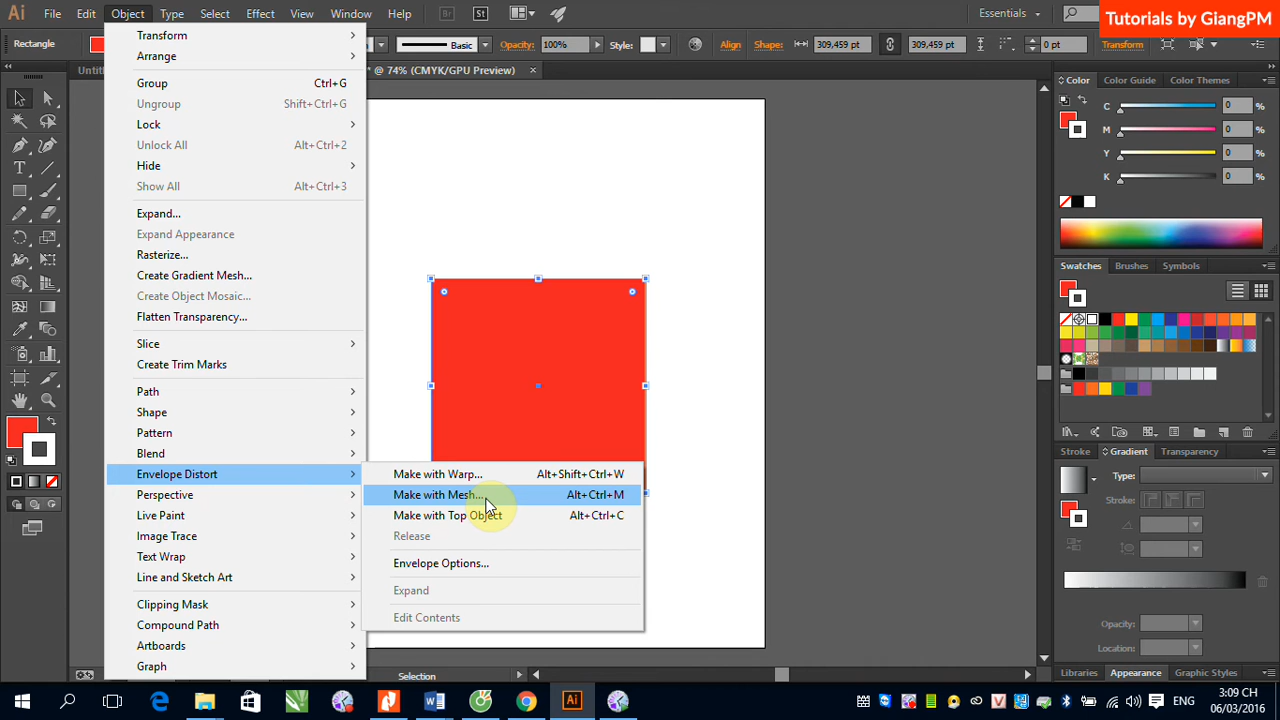 Ai File Edit Object Type Select Effect View Window Help Br St Essentials
Tutorials by GiangPM
Rectangle Basic Opacity: 100% Style: Align Shape: 309,459 pt 309,459 pt 0 pt Transform
Untit * @ 74% (CMYK/GPU Preview) ×
Transform
Arrange
Group Ctrl+G
Ungroup Shift+Ctrl+G
Lock
Unlock All Alt+Ctrl+2
Hide
Show All Alt+Ctrl+3
Expand...
Expand Appearance
Rasterize...
Create Gradient Mesh...
Create Object Mosaic...
Flatten Transparency...
Slice
Create Trim Marks
Path
Shape
Pattern
Blend
Envelope Distort
Perspective
Live Paint
Image Trace
Text Wrap
Line and Sketch Art
Clipping Mask
Compound Path
Artboards
Graph
Make with Warp... Alt+Shift+Ctrl+W
Make with Mesh... Alt+Ctrl+M
Make with Top Object Alt+Ctrl+C
Release
Envelope Options...
Expand
Edit Contents
Selection
Color Color Guide Color Themes
C 0 %
M 0 %
Y 0 %
K 0 %
Swatches Brushes Symbols
Stroke Gradient Transparency
Type:
Stroke:
Opacity:
Location:
Libraries Appearance Graphic Styles
ENG 3:09 CH
06/03/2016